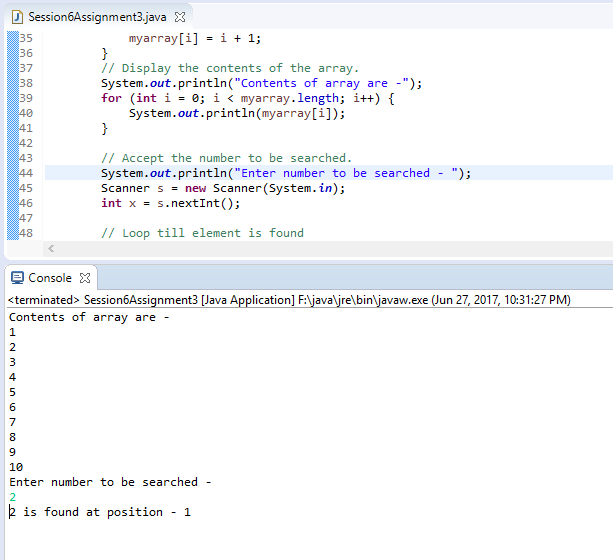 Session6Assignment3.java
35 myarray[i] = i + 1;
36 }
37 // Display the contents of the array.
38 System.out.println("Contents of array are -");
39 for (int i = 0; i < myarray.length; i++) {
40 System.out.println(myarray[i]);
41 }
42
43 // Accept the number to be searched.
44 System.out.println("Enter number to be searched - ");
45 Scanner s = new Scanner(System.in);
46 int x = s.nextInt();
47
48 // Loop till element is found
Console
<terminated> Session6Assignment3 [Java Application] F:\java\jre\bin\javaw.exe (Jun 27, 2017, 10:31:27 PM)
Contents of array are -
1
2
3
4
5
6
7
8
9
10
Enter number to be searched -
2
2 is found at position - 1